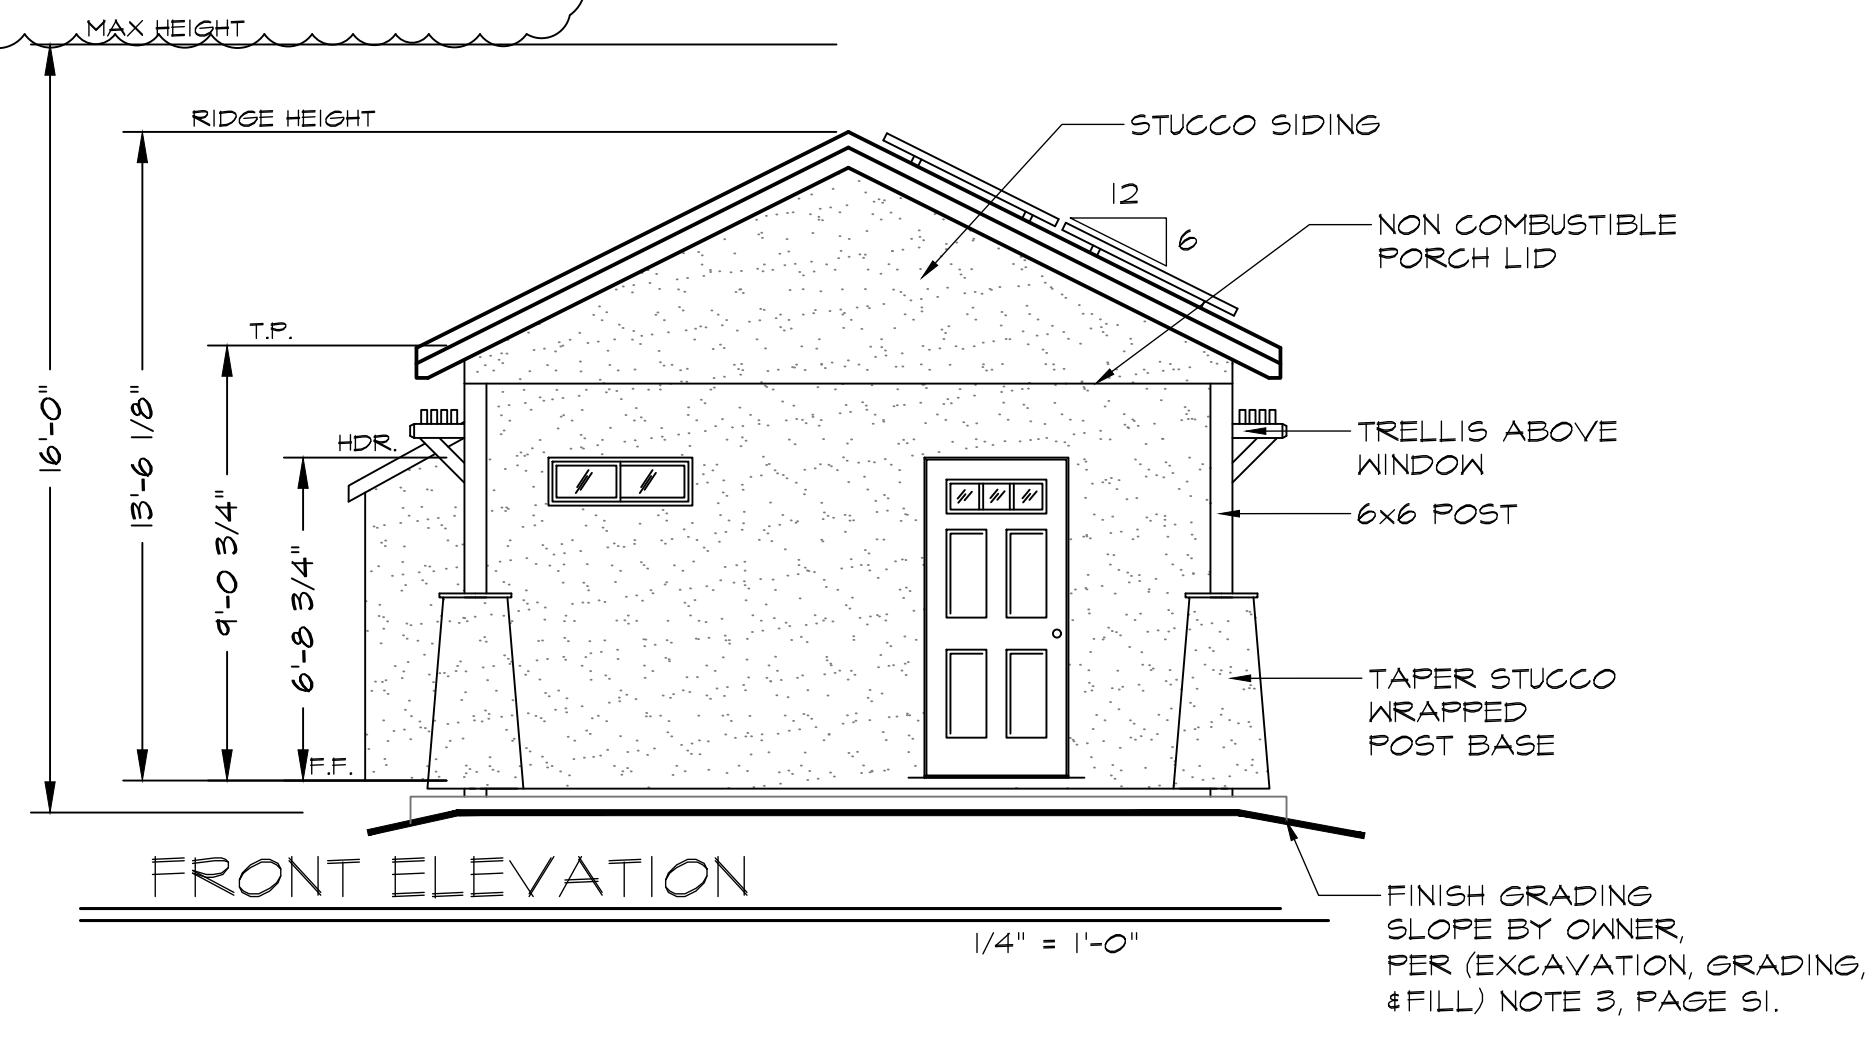 MAX HEIGHT
RIDGE HEIGHT
STUCCO SIDING
12
6
NON COMBUSTIBLE
PORCH LID
T.P.
16'-0"
13'-6 1/8"
9'-0 3/4"
HDR.
6'-8 3/4"
TRELLIS ABOVE
WINDOW
6x6 POST
TAPER STUCCO
WRAPPED
POST BASE
F.F.
FRONT ELEVATION
1/4" = 1'-0"
FINISH GRADING
SLOPE BY OWNER,
PER (EXCAVATION, GRADING,
&FILL) NOTE 3, PAGE S1.